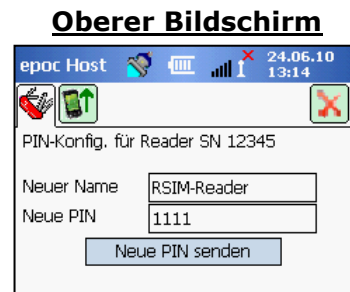 Oberer Bildschirm
epoc Host 24.06.10
13:14
PIN-Konfig. für Reader SN 12345
Neuer Name RSIM-Reader
Neue PIN 1111
Neue PIN senden